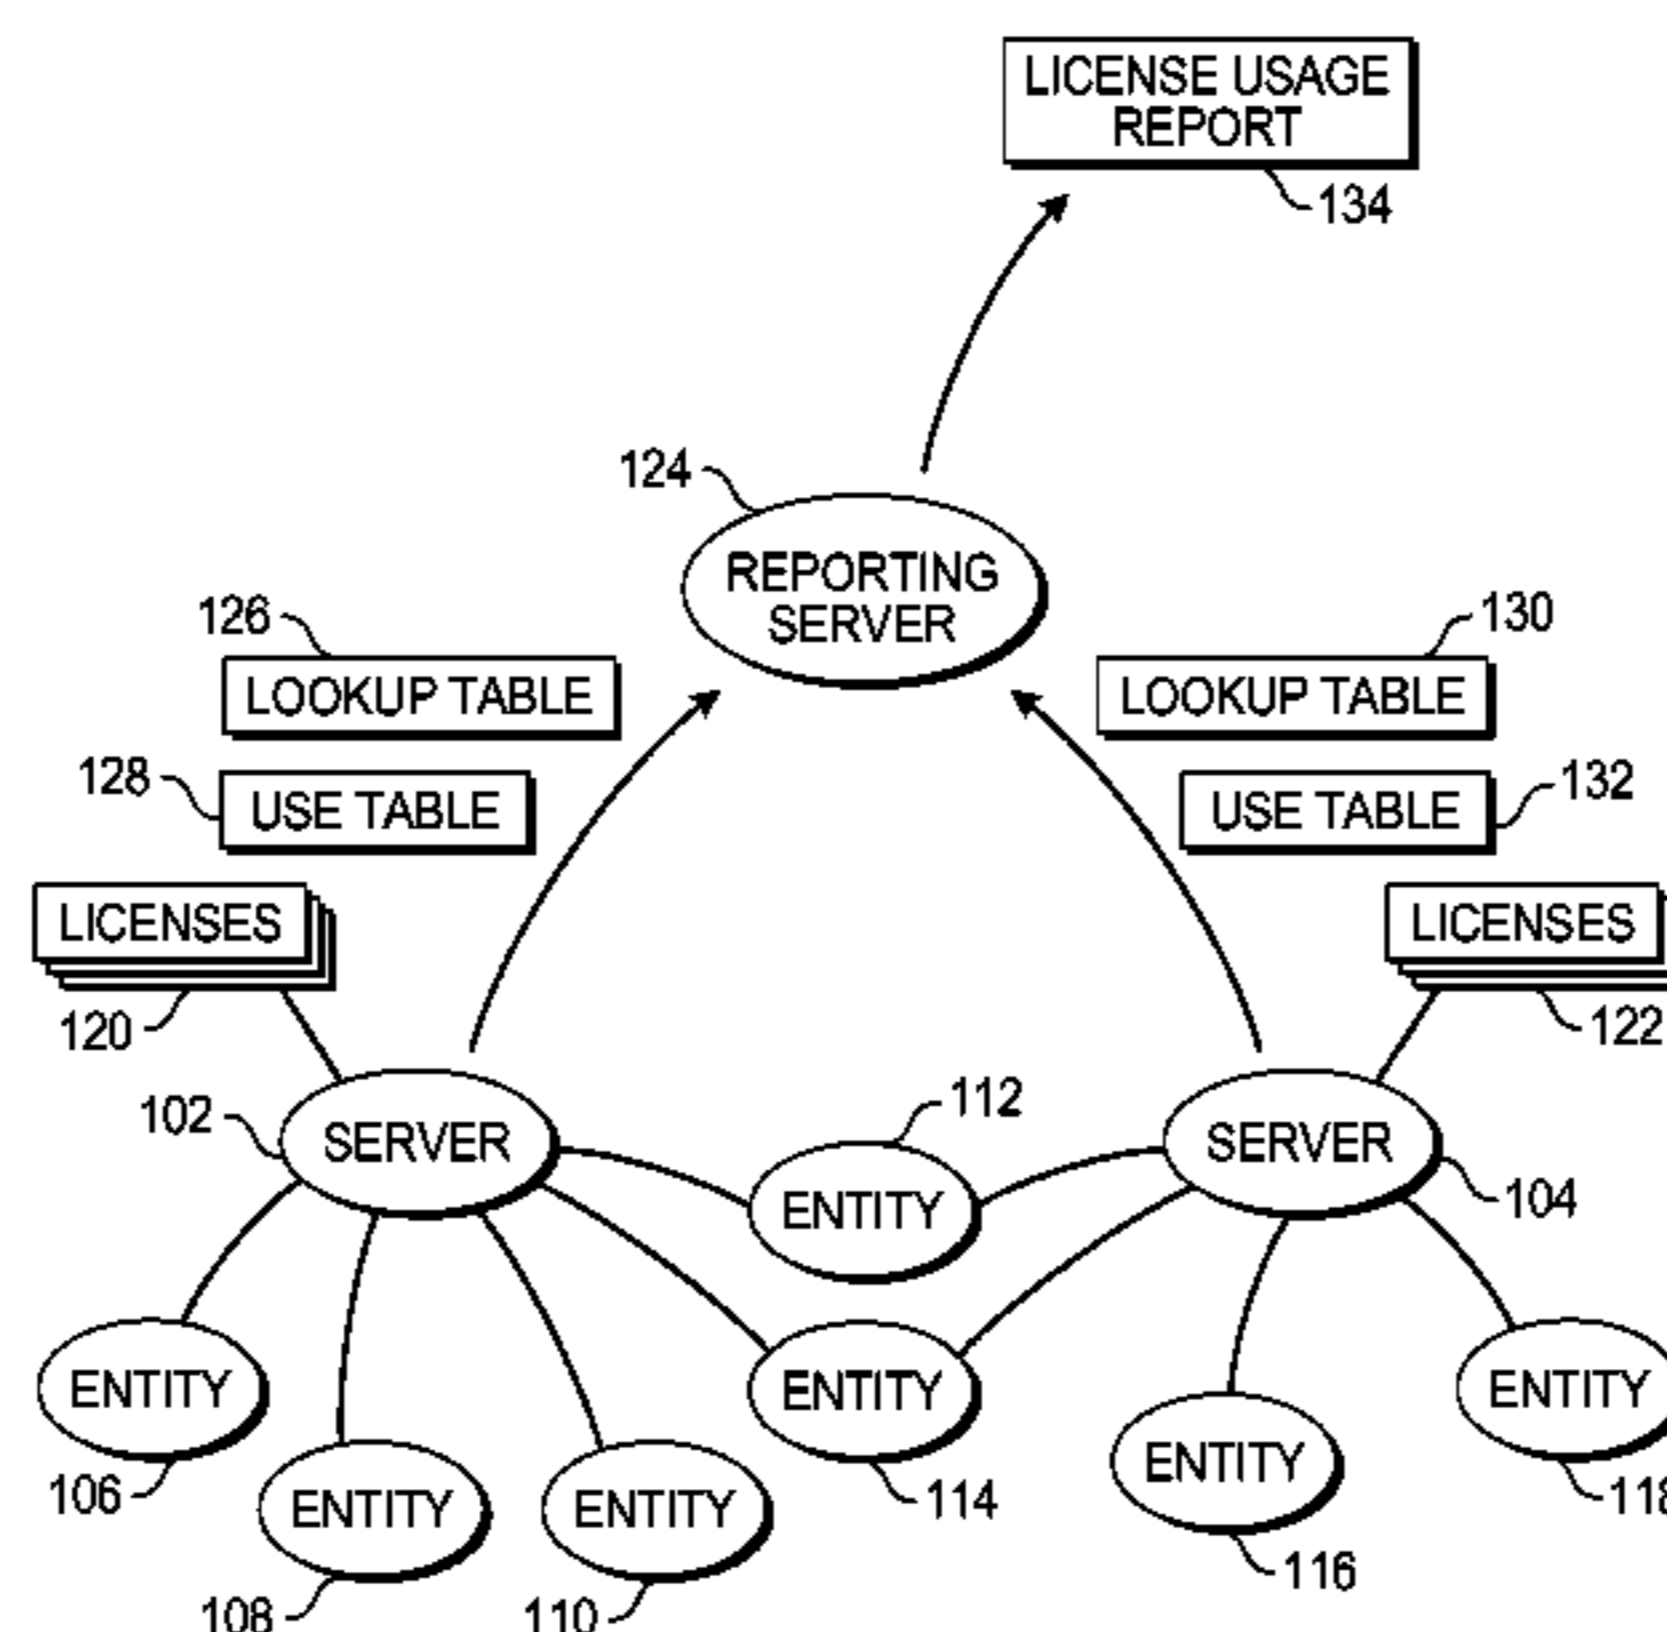 LICENSE USAGE
REPORT
134
124
REPORTING
SERVER
126
130
LOOKUP TABLE
LOOKUP TABLE
128
132
USE TABLE
USE TABLE
LICENSES
LICENSES
120
122
102
112
SERVER
SERVER
ENTITY
104
ENTITY
ENTITY
ENTITY
ENTITY
106
114
118
ENTITY
ENTITY
116
108
110